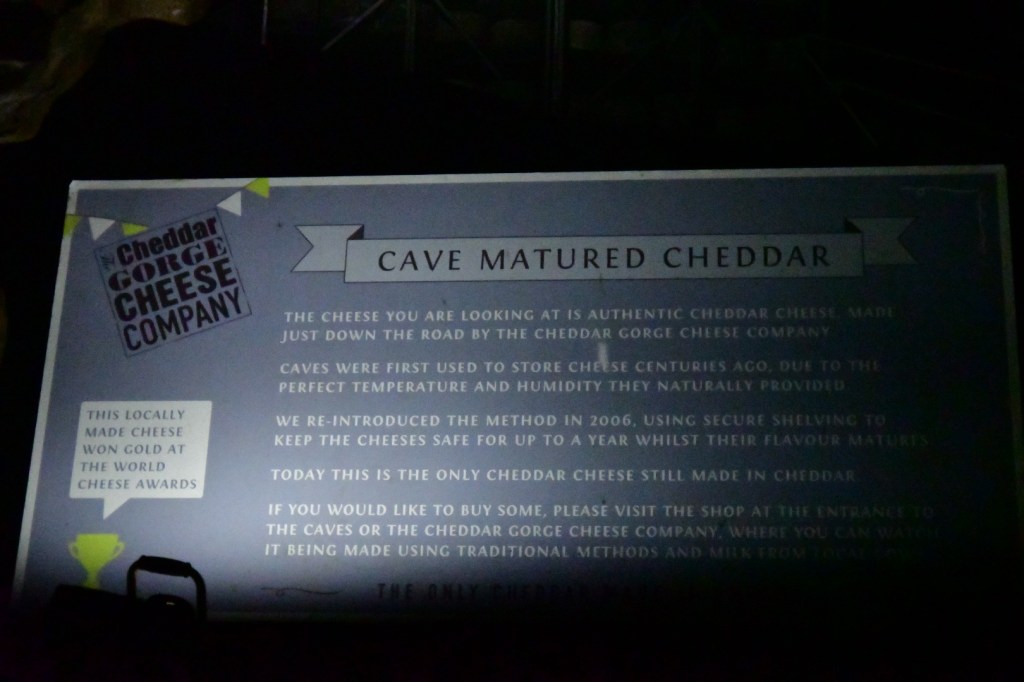 The
Cheddar
GORGE
CHEESE
COMPANY
CAVE MATURED CHEDDAR
THE CHEESE YOU ARE LOOKING AT IS AUTHENTIC CHEDDAR CHEESE, MADE
JUST DOWN THE ROAD BY THE CHEDDAR GORGE CHEESE COMPANY
CAVES WERE FIRST USED TO STORE CHEESE CENTURIES AGO, DUE TO THE
PERFECT TEMPERATURE AND HUMIDITY THEY NATURALLY PROVIDED
WE RE-INTRODUCED THE METHOD IN 2006, USING SECURE SHELVING TO
KEEP THE CHEESES SAFE FOR UP TO A YEAR WHILST THEIR FLAVOUR MATURES
TODAY THIS IS THE ONLY CHEDDAR CHEESE STILL MADE IN CHEDDAR.
IF YOU WOULD LIKE TO BUY SOME, PLEASE VISIT THE SHOP AT THE ENTRANCE TO
THE CAVES OR THE CHEDDAR GORGE CHEESE COMPANY, WHERE YOU CAN WATCH
IT BEING MADE USING TRADITIONAL METHODS AND MILK FROM
THE ONLY CHEDDAR
THIS LOCALLY
MADE CHEESE
WON GOLD AT
THE WORLD
CHEESE AWARDS